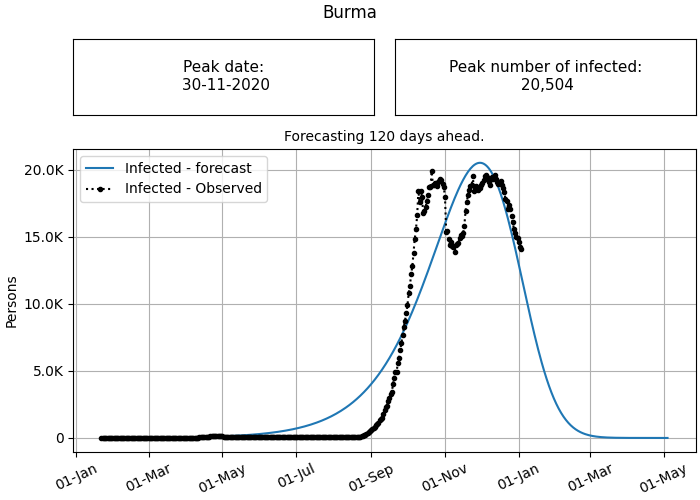 Burma
Peak date:
30-11-2020
Peak number of infected:
20,504
Forecasting 120 days ahead.
Infected - forecast
Infected - Observed
Persons
20.0K
15.0K
10.0K
5.0K
0
01-Jan
01-Mar
01-May
01-Jul
01-Sep
01-Nov
01-Jan
01-Mar
01-May